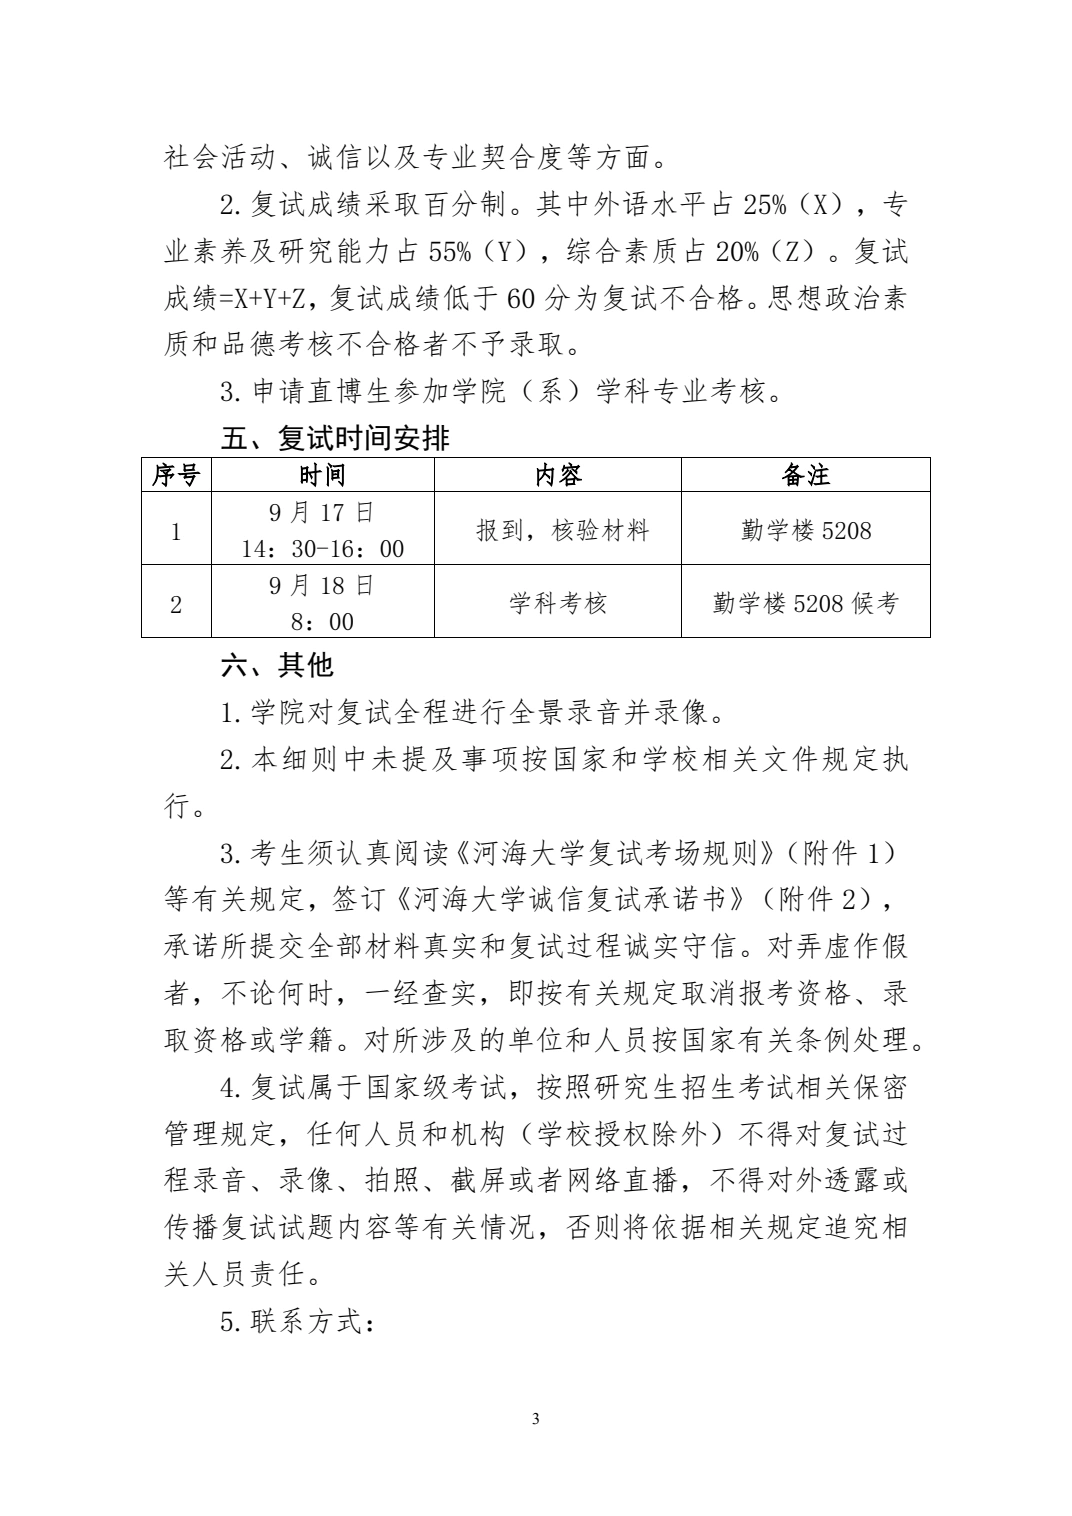 社会活动、诚信以及专业契合度等方面。
2.复试成绩采取百分制。其中外语水平占 25%（X），专
业素养及研究能力占 55%（Y），综合素质占 20%（Z）。复试
成绩=X+Y+Z，复试成绩低于 60 分为复试不合格。思想政治素
质和品德考核不合格者不予录取。
3.申请直博生参加学院（系）学科专业考核。
五、复试时间安排
序号 时间 内容 备注
1 9 月 17 日 14：30-16：00 报到，核验材料 勤学楼 5208
2 9 月 18 日 8：00 学科考核 勤学楼 5208 候考
六、其他
1.学院对复试全程进行全景录音并录像。
2.本细则中未提及事项按国家和学校相关文件规定执
行。
3.考生须认真阅读《河海大学复试考场规则》（附件 1）
等有关规定，签订《河海大学诚信复试承诺书》（附件 2），
承诺所提交全部材料真实和复试过程诚实守信。对弄虚作假
者，不论何时，一经查实，即按有关规定取消报考资格、录
取资格或学籍。对所涉及的单位和人员按国家有关条例处理。
4.复试属于国家级考试，按照研究生招生考试相关保密
管理规定，任何人员和机构（学校授权除外）不得对复试过
程录音、录像、拍照、截屏或者网络直播，不得对外透露或
传播复试试题内容等有关情况，否则将依据相关规定追究相
关人员责任。
5.联系方式：
3